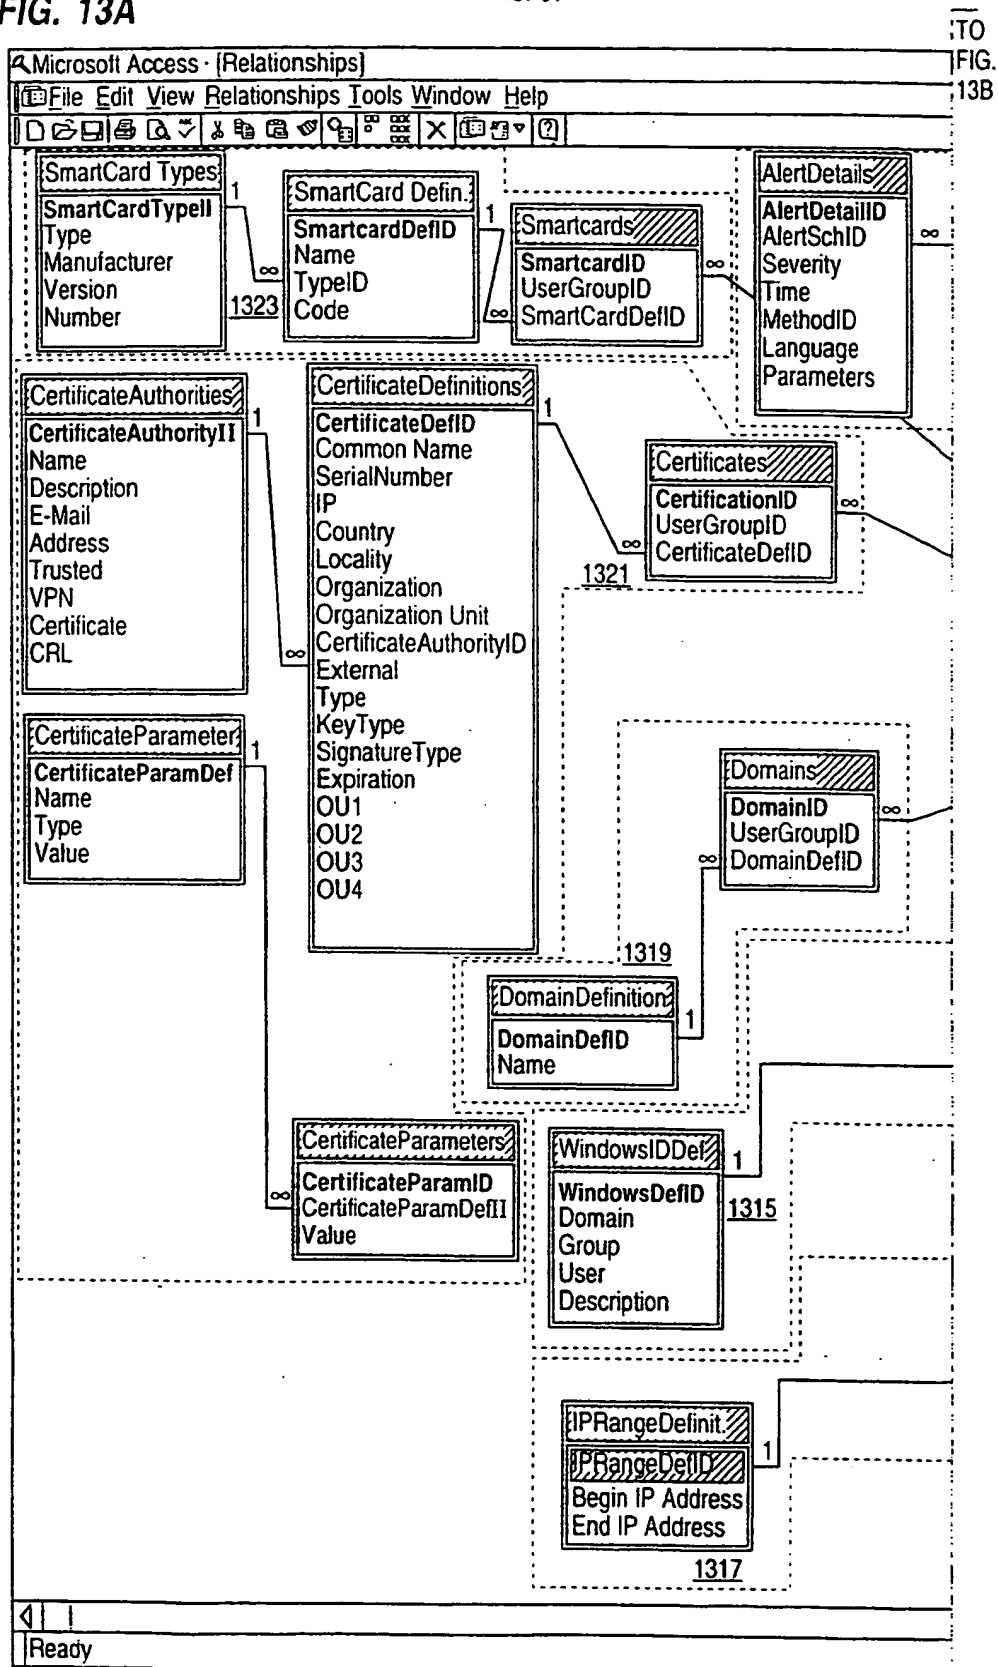 FIG. 13A
TO
FIG.
13B
Microsoft Access · [Relationships]
File Edit View Relationships Tools Window Help
SmartCard Types
SmartCardTypeII
Type
Manufacturer
Version
Number
1
∞
1323
SmartCard Defin.
SmartcardDefID
Name
TypeID
Code
1
∞
Smartcards
SmartcardID
UserGroupID
SmartCardDefID
∞
AlertDetails
AlertDetailID
AlertSchID
Severity
Time
MethodID
Language
Parameters
∞
CertificateAuthorities
CertificateAuthorityII
Name
Description
E-Mail
Address
Trusted
VPN
Certificate
CRL
1
∞
CertificateDefinitions
CertificateDefID
Common Name
SerialNumber
IP
Country
Locality
Organization
Organization Unit
CertificateAuthorityID
External
Type
KeyType
SignatureType
Expiration
OU1
OU2
OU3
OU4
1
∞
1321
Certificates
CertificationID
UserGroupID
CertificateDefID
∞
CertificateParameter
CertificateParamDef
Name
Type
Value
1
∞
Domains
DomainID
UserGroupID
DomainDefID
∞
∞
1319
DomainDefinition
DomainDefID
Name
1
CertificateParameters
CertificateParamID
CertificateParamDefII
Value
WindowsIDDef
WindowsDefID
Domain
Group
User
Description
1
1315
IPRangeDefinit.
IPRangeDefID
Begin IP Address
End IP Address
1
1317
Ready